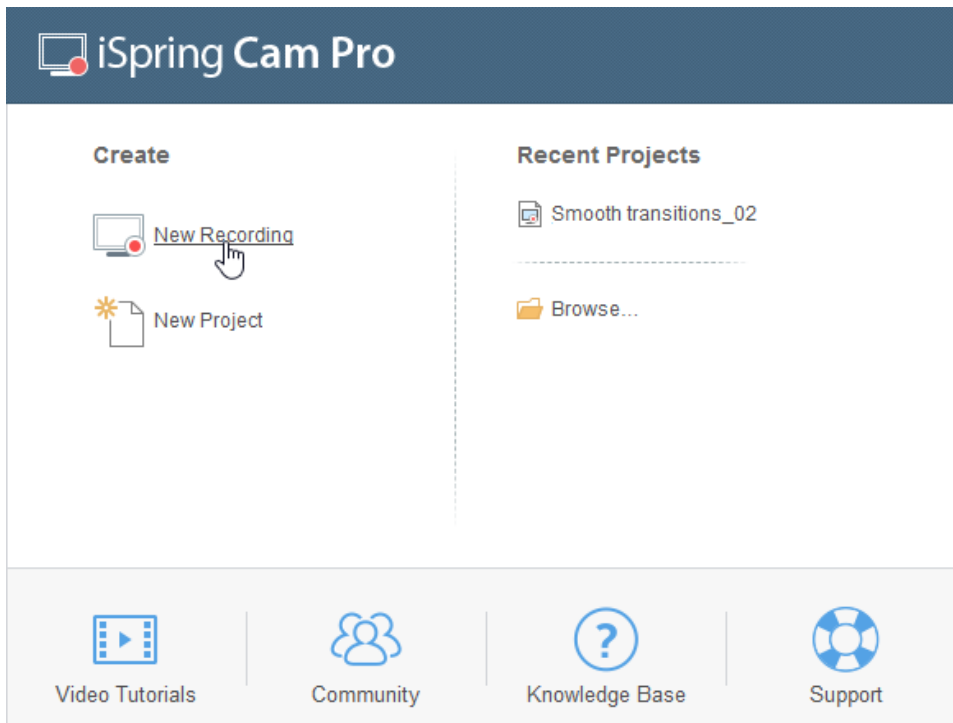 iSpring Cam Pro
Create
New Recording
New Project
Recent Projects
Smooth transitions_02
Browse...
Video Tutorials
Community
Knowledge Base
Support